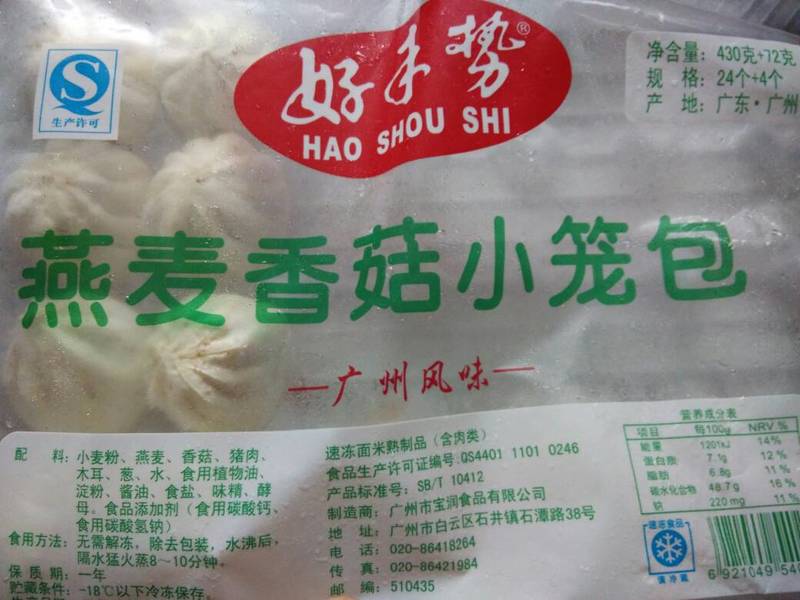 好手势®
HAO SHOU SHI
生产许可
净含量：430克+72克
规 格：24个+4个
产 地：广东·广州
燕麦香菇小笼包
—广州风味—
配 料：小麦粉、燕麦、香菇、猪肉、
木耳、葱、水、食用植物油、
淀粉、酱油、食盐、味精、酵
母。食品添加剂（食用碳酸钙、
食用碳酸氢钠）
食用方法：无需解冻，除去包装，水沸后，
隔水猛火蒸8～10分钟。
保 质 期：一年
贮藏条件：-18℃以下冷冻保存。
速冻面米熟制品（含肉类）
食品生产许可证编号:QS4401 1101 0246
产品标准号：SB/T 10412
制造商：广州市宝润食品有限公司
地 址：广州市白云区石井镇石潭路38号
电 话：020-86418264
传 真：020-86421984
邮 编：510435
营养成分表
项目 每100g NRV %
能量 1201kJ 14%
蛋白质 7.1g 12 %
脂肪 6.8g 11 %
碳水化合物 48.7g 16 %
钠 220 mg 11 %
速冻食品
6 921049 540